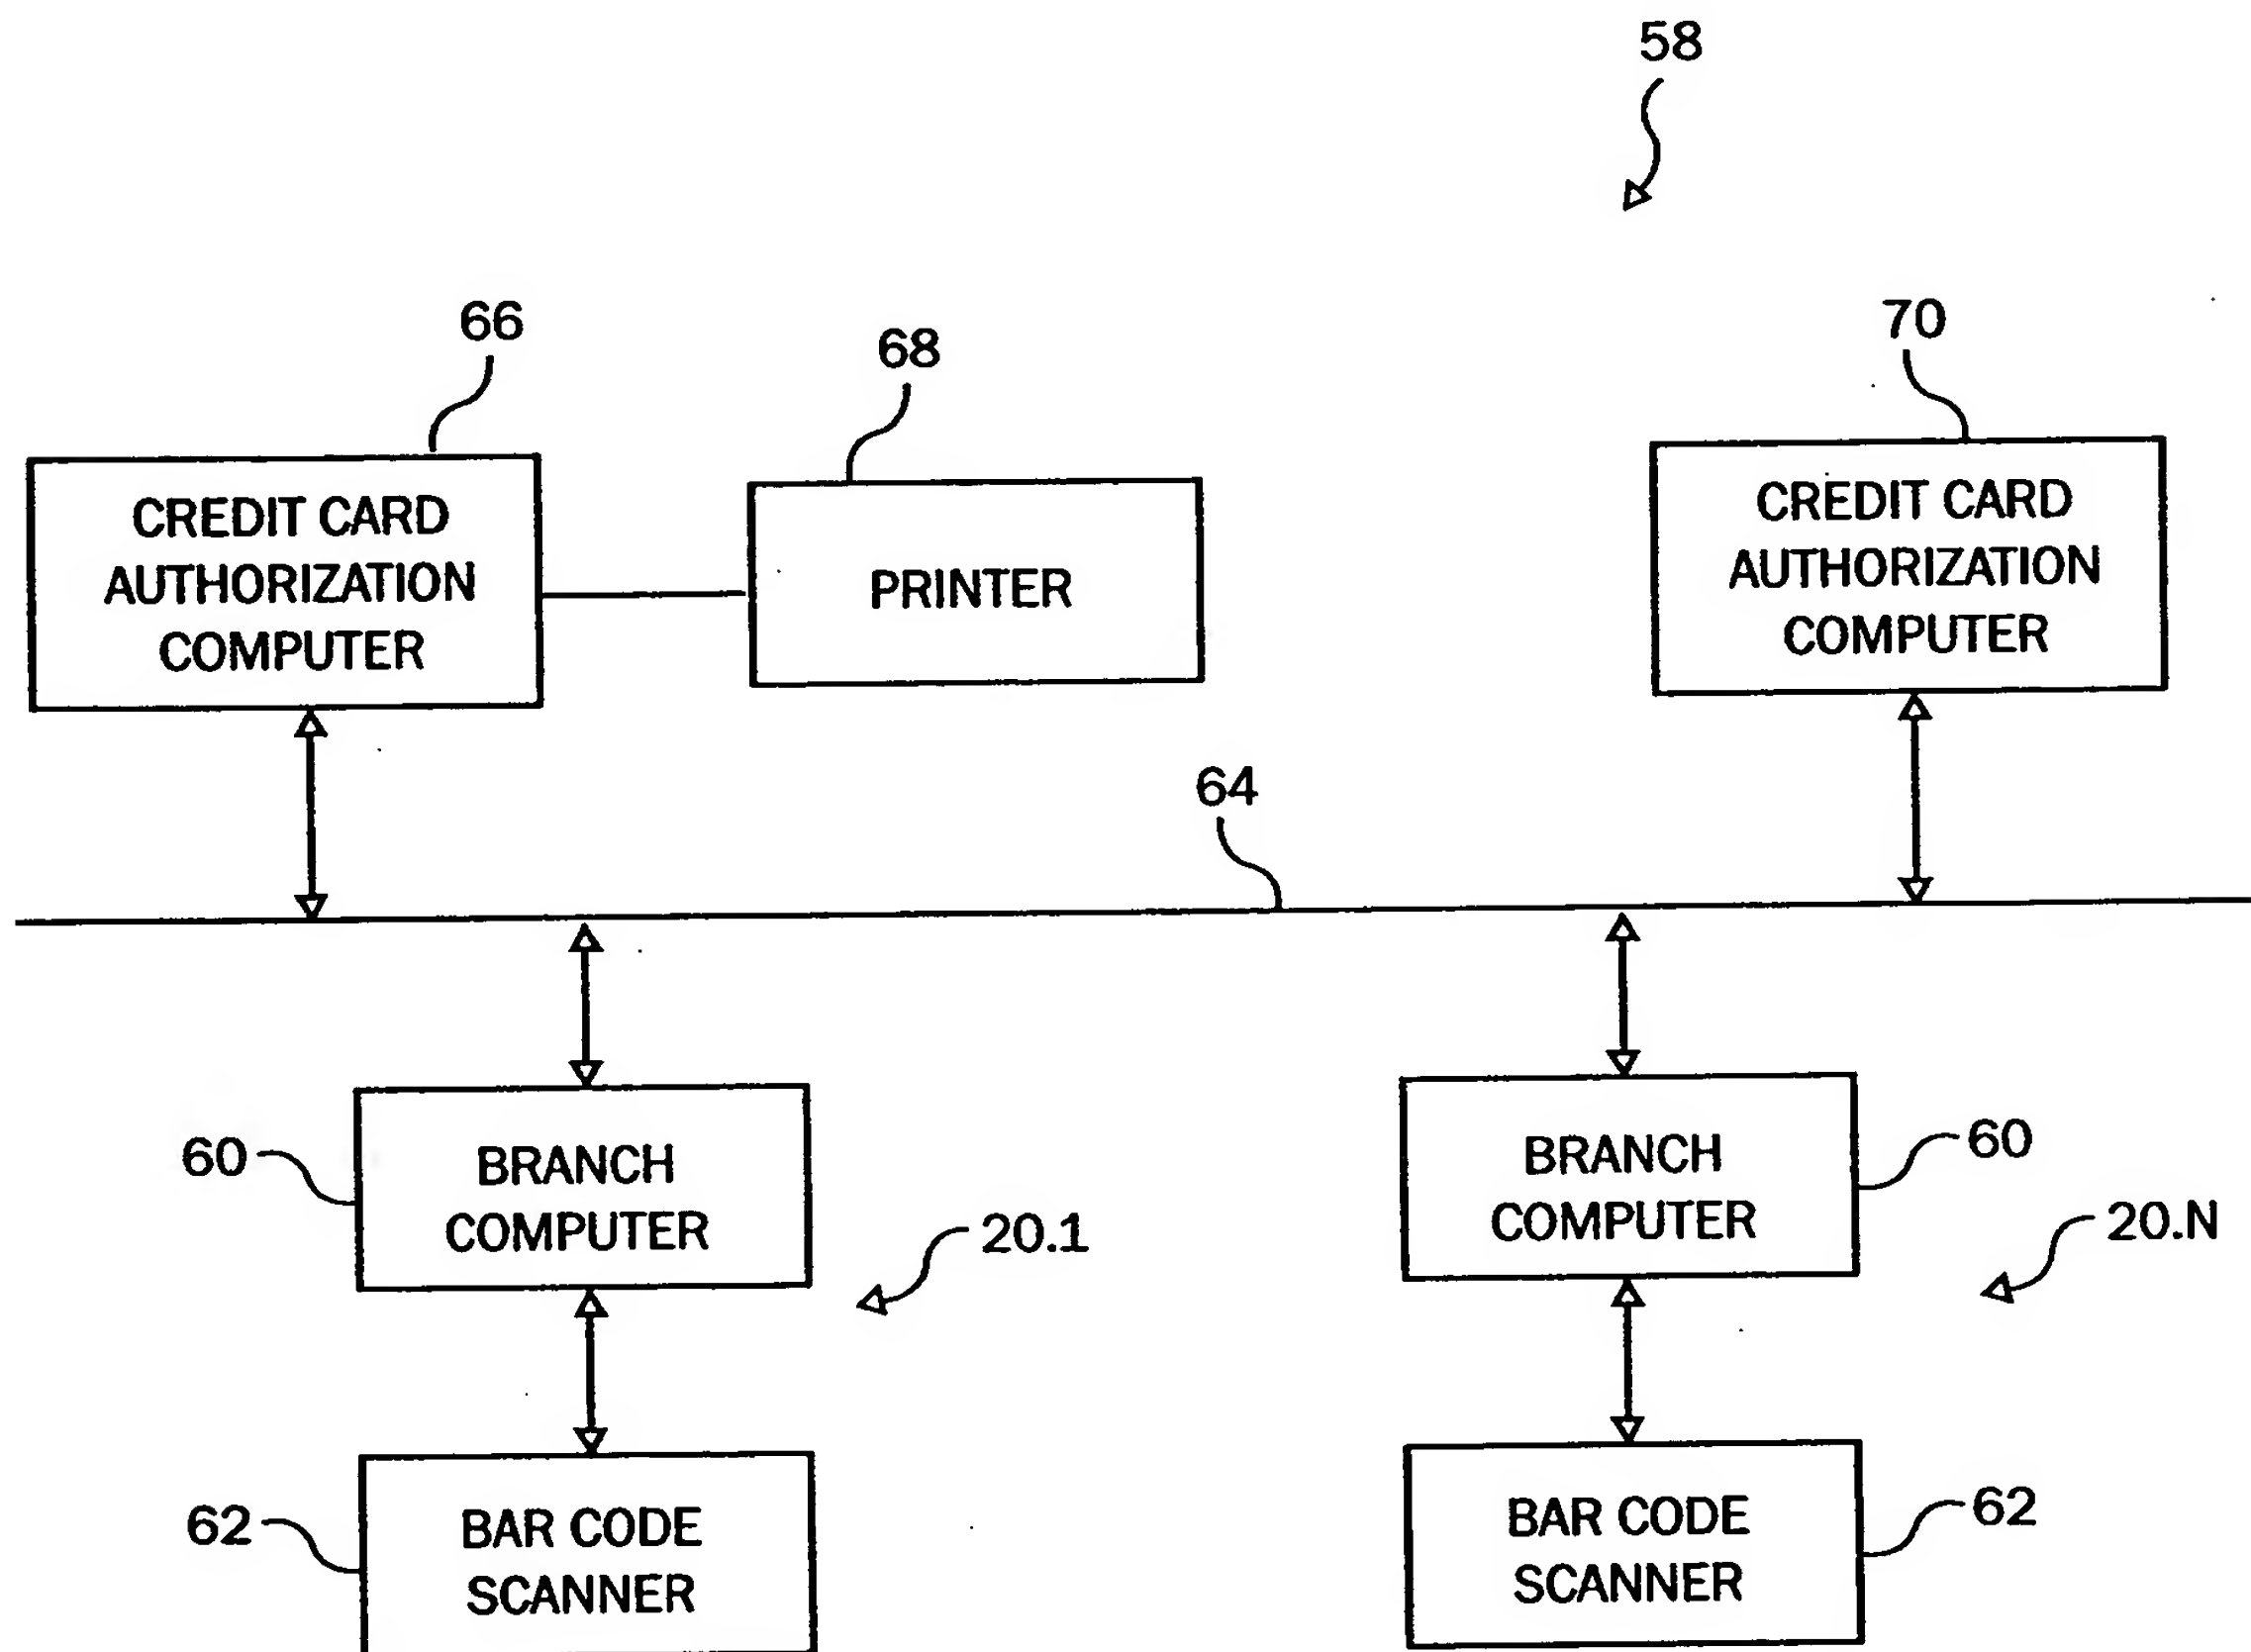 58
66
68
70
CREDIT CARD
AUTHORIZATION
COMPUTER
PRINTER
CREDIT CARD
AUTHORIZATION
COMPUTER
64
60
BRANCH
COMPUTER
20.1
BRANCH
COMPUTER
60
20.N
62
BAR CODE
SCANNER
BAR CODE
SCANNER
62